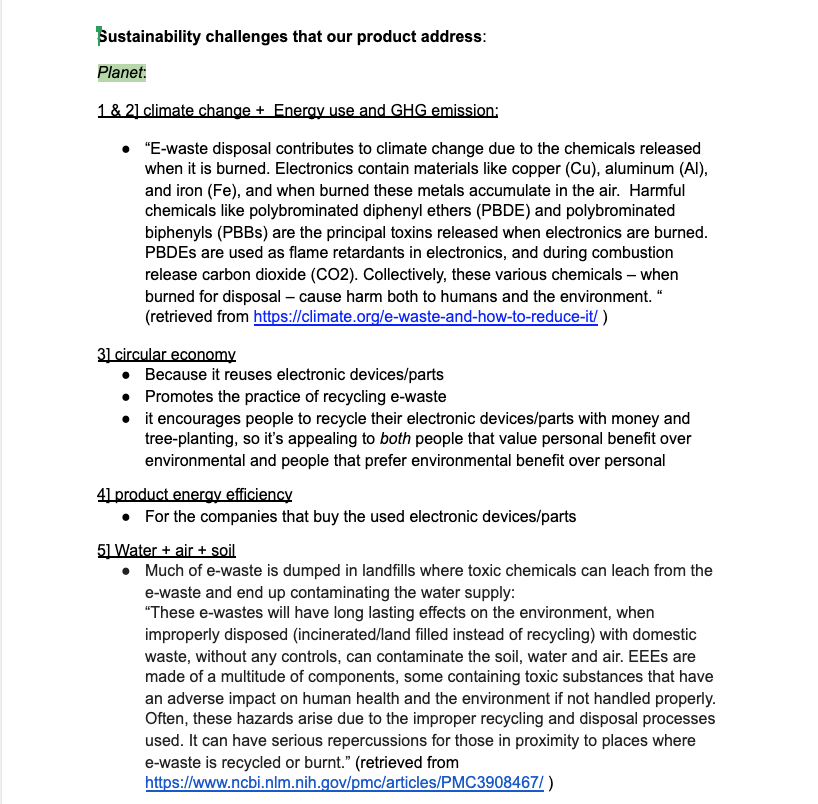 Sustainability challenges that our product address:
Planet:
1 & 2] climate change + Energy use and GHG emission:
● “E-waste disposal contributes to climate change due to the chemicals released
when it is burned. Electronics contain materials like copper (Cu), aluminum (Al),
and iron (Fe), and when burned these metals accumulate in the air. Harmful
chemicals like polybrominated diphenyl ethers (PBDE) and polybrominated
biphenyls (PBBs) are the principal toxins released when electronics are burned.
PBDEs are used as flame retardants in electronics, and during combustion
release carbon dioxide (CO2). Collectively, these various chemicals – when
burned for disposal – cause harm both to humans and the environment. “
(retrieved from https://climate.org/e-waste-and-how-to-reduce-it/ )
3] circular economy
● Because it reuses electronic devices/parts
● Promotes the practice of recycling e-waste
● it encourages people to recycle their electronic devices/parts with money and
tree-planting, so it’s appealing to both people that value personal benefit over
environmental and people that prefer environmental benefit over personal
4] product energy efficiency
● For the companies that buy the used electronic devices/parts
5] Water + air + soil
● Much of e-waste is dumped in landfills where toxic chemicals can leach from the
e-waste and end up contaminating the water supply:
“These e-wastes will have long lasting effects on the environment, when
improperly disposed (incinerated/land filled instead of recycling) with domestic
waste, without any controls, can contaminate the soil, water and air. EEEs are
made of a multitude of components, some containing toxic substances that have
an adverse impact on human health and the environment if not handled properly.
Often, these hazards arise due to the improper recycling and disposal processes
used. It can have serious repercussions for those in proximity to places where
e-waste is recycled or burnt.” (retrieved from
https://www.ncbi.nlm.nih.gov/pmc/articles/PMC3908467/ )